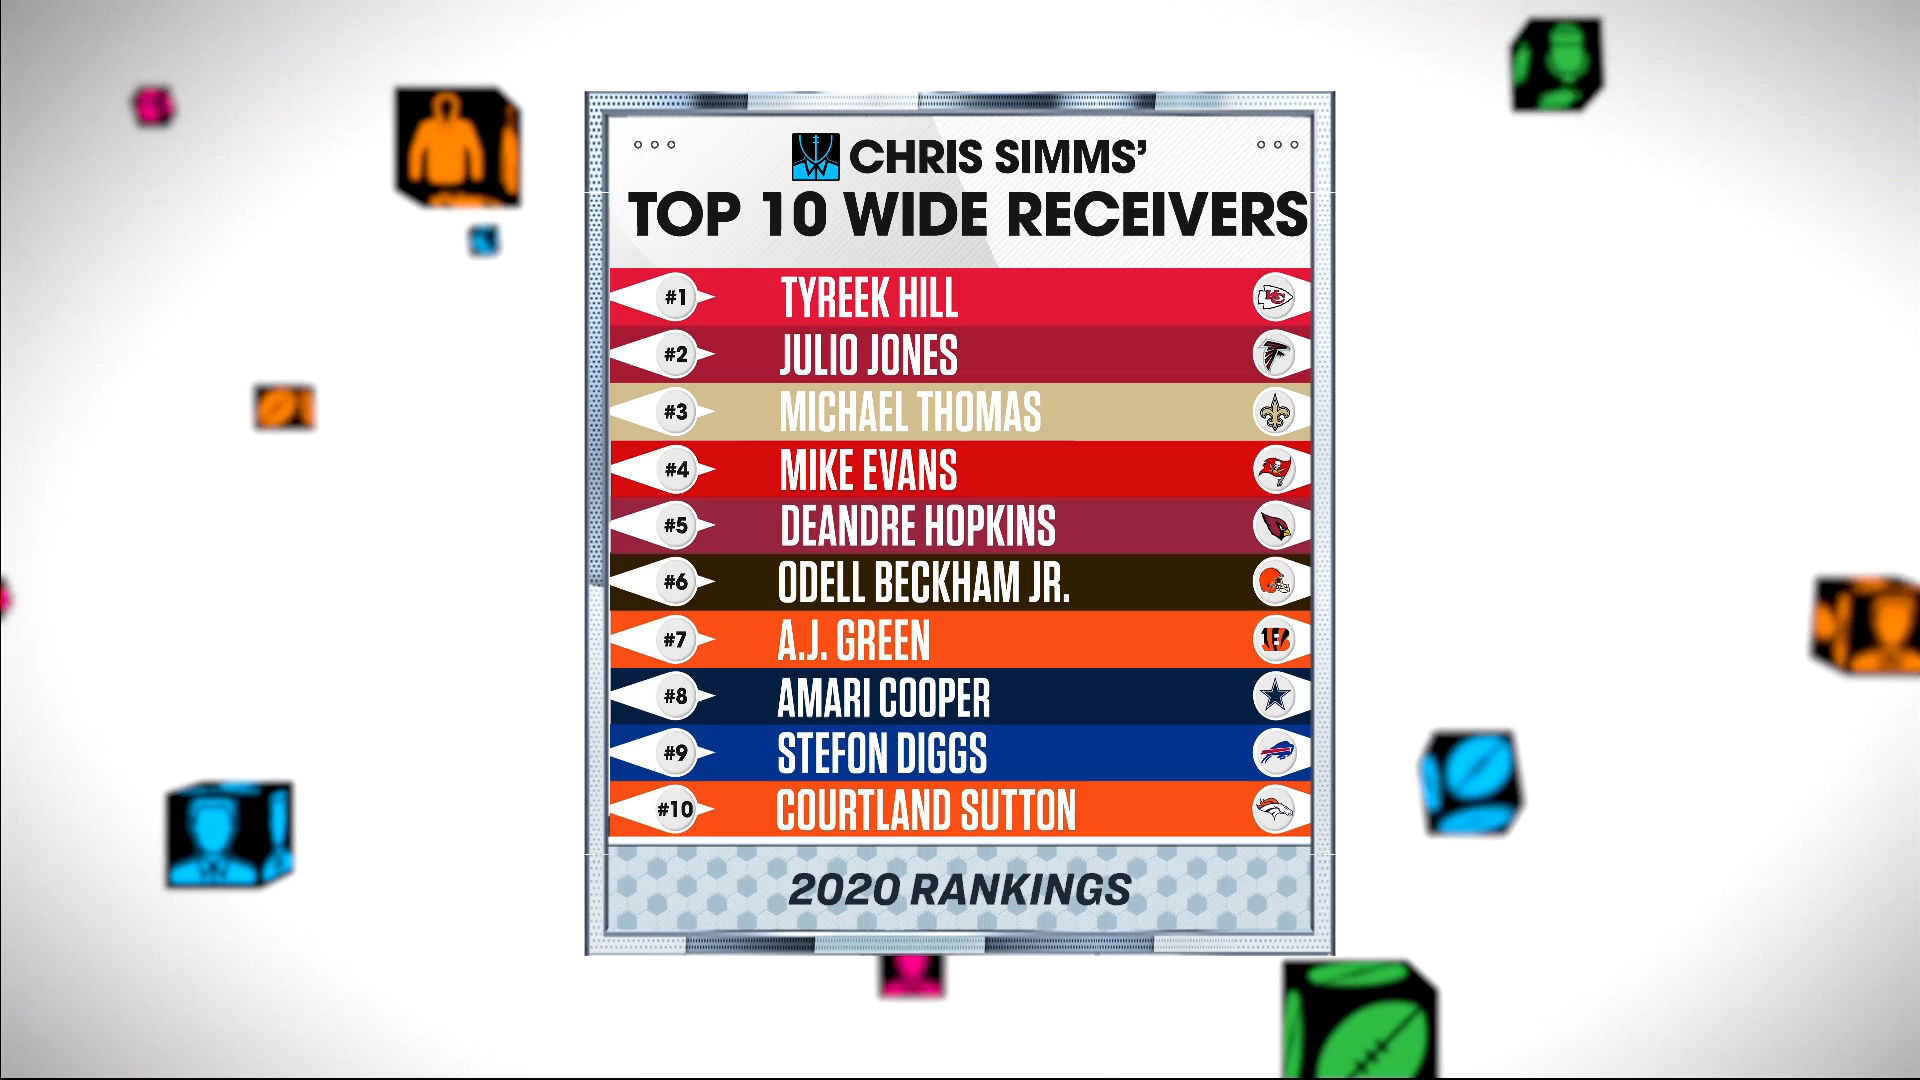 CHRIS SIMMS'
TOP 10 WIDE RECEIVERS
#1 TYREEK HILL
#2 JULIO JONES
#3 MICHAEL THOMAS
#4 MIKE EVANS
#5 DEANDRE HOPKINS
#6 ODELL BECKHAM JR.
#7 A.J. GREEN
#8 AMARI COOPER
#9 STEFON DIGGS
#10 COURTLAND SUTTON
2020 RANKINGS